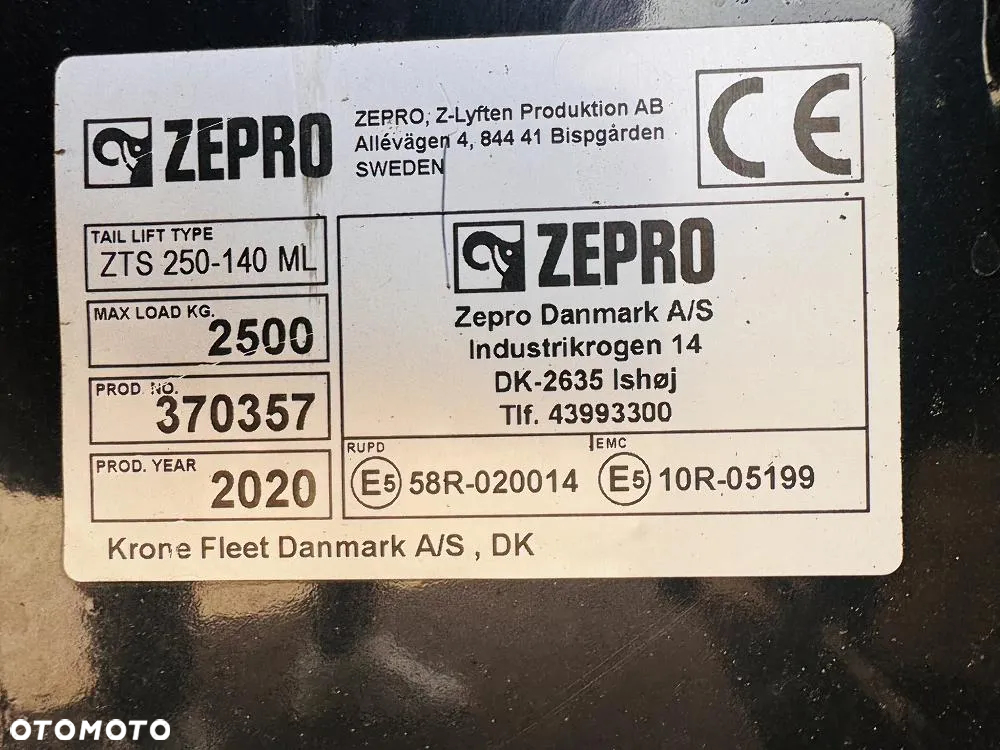 ZEPRO
ZEPRO, Z-Lyften Produktion AB
Allévägen 4, 844 41 Bispgården
SWEDEN
CE
TAIL LIFT TYPE
ZTS 250-140 ML
MAX LOAD KG.
2500
PROD. NO.
370357
PROD. YEAR
2020
ZEPRO
Zepro Danmark A/S
Industrikrogen 14
DK-2635 Ishøj
Tlf. 43993300
RUPD
E5 58R-020014
EMC
E5 10R-05199
Krone Fleet Danmark A/S , DK
OTOMOTO